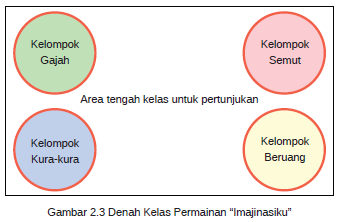 Kelompok
Gajah
Kelompok
Semut
Area tengah kelas untuk pertunjukan
Kelompok
Kura-kura
Kelompok
Beruang
Gambar 2.3 Denah Kelas Permainan “Imajinasiku”